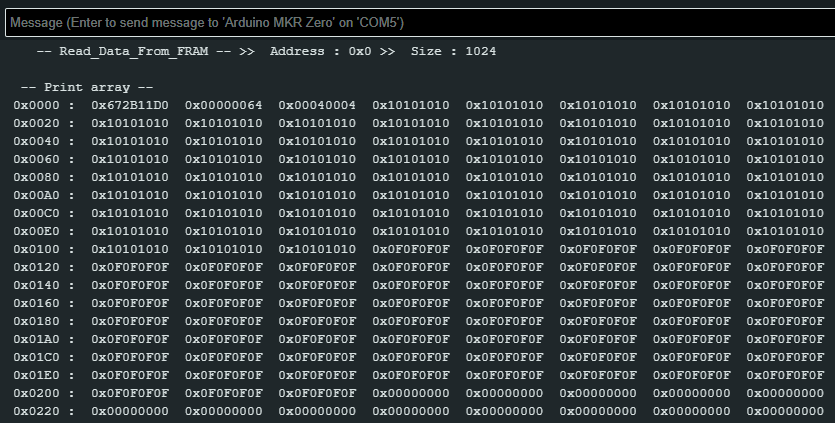 Message (Enter to send message to 'Arduino MKR Zero' on 'COM5')
-- Read_Data_From_FRAM -- >> Address : 0x0 >> Size : 1024
-- Print array --
0x0000 : 0x672B11D0 0x00000064 0x00040004 0x10101010 0x10101010 0x10101010 0x10101010 0x10101010
0x0020 : 0x10101010 0x10101010 0x10101010 0x10101010 0x10101010 0x10101010 0x10101010 0x10101010
0x0040 : 0x10101010 0x10101010 0x10101010 0x10101010 0x10101010 0x10101010 0x10101010 0x10101010
0x0060 : 0x10101010 0x10101010 0x10101010 0x10101010 0x10101010 0x10101010 0x10101010 0x10101010
0x0080 : 0x10101010 0x10101010 0x10101010 0x10101010 0x10101010 0x10101010 0x10101010 0x10101010
0x00A0 : 0x10101010 0x10101010 0x10101010 0x10101010 0x10101010 0x10101010 0x10101010 0x10101010
0x00C0 : 0x10101010 0x10101010 0x10101010 0x10101010 0x10101010 0x10101010 0x10101010 0x10101010
0x00E0 : 0x10101010 0x10101010 0x10101010 0x10101010 0x10101010 0x10101010 0x10101010 0x10101010
0x0100 : 0x10101010 0x10101010 0x10101010 0x0F0F0F0F 0x0F0F0F0F 0x0F0F0F0F 0x0F0F0F0F 0x0F0F0F0F
0x0120 : 0x0F0F0F0F 0x0F0F0F0F 0x0F0F0F0F 0x0F0F0F0F 0x0F0F0F0F 0x0F0F0F0F 0x0F0F0F0F 0x0F0F0F0F
0x0140 : 0x0F0F0F0F 0x0F0F0F0F 0x0F0F0F0F 0x0F0F0F0F 0x0F0F0F0F 0x0F0F0F0F 0x0F0F0F0F 0x0F0F0F0F
0x0160 : 0x0F0F0F0F 0x0F0F0F0F 0x0F0F0F0F 0x0F0F0F0F 0x0F0F0F0F 0x0F0F0F0F 0x0F0F0F0F 0x0F0F0F0F
0x0180 : 0x0F0F0F0F 0x0F0F0F0F 0x0F0F0F0F 0x0F0F0F0F 0x0F0F0F0F 0x0F0F0F0F 0x0F0F0F0F 0x0F0F0F0F
0x01A0 : 0x0F0F0F0F 0x0F0F0F0F 0x0F0F0F0F 0x0F0F0F0F 0x0F0F0F0F 0x0F0F0F0F 0x0F0F0F0F 0x0F0F0F0F
0x01C0 : 0x0F0F0F0F 0x0F0F0F0F 0x0F0F0F0F 0x0F0F0F0F 0x0F0F0F0F 0x0F0F0F0F 0x0F0F0F0F 0x0F0F0F0F
0x01E0 : 0x0F0F0F0F 0x0F0F0F0F 0x0F0F0F0F 0x0F0F0F0F 0x0F0F0F0F 0x0F0F0F0F 0x0F0F0F0F 0x0F0F0F0F
0x0200 : 0x0F0F0F0F 0x0F0F0F0F 0x0F0F0F0F 0x00000000 0x00000000 0x00000000 0x00000000 0x00000000
0x0220 : 0x00000000 0x00000000 0x00000000 0x00000000 0x00000000 0x00000000 0x00000000 0x00000000